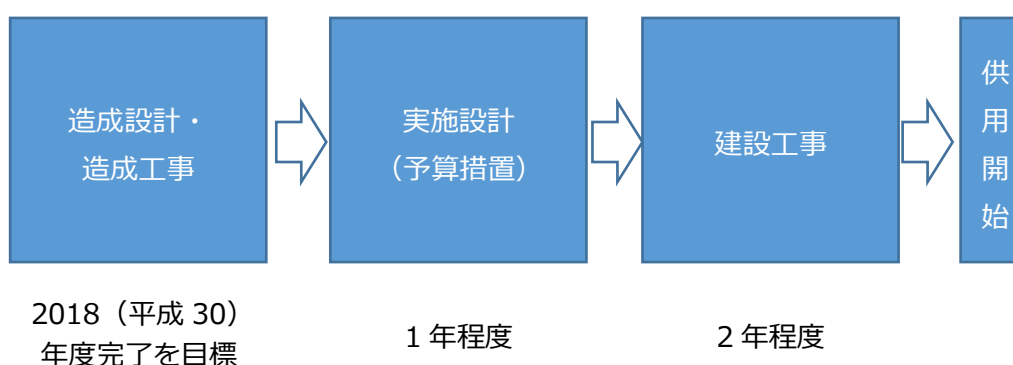 造成設計・
造成工事
実施設計
（予算措置）
建設工事
供用開始
2018（平成 30）
年度完了を目標
1 年程度
2 年程度